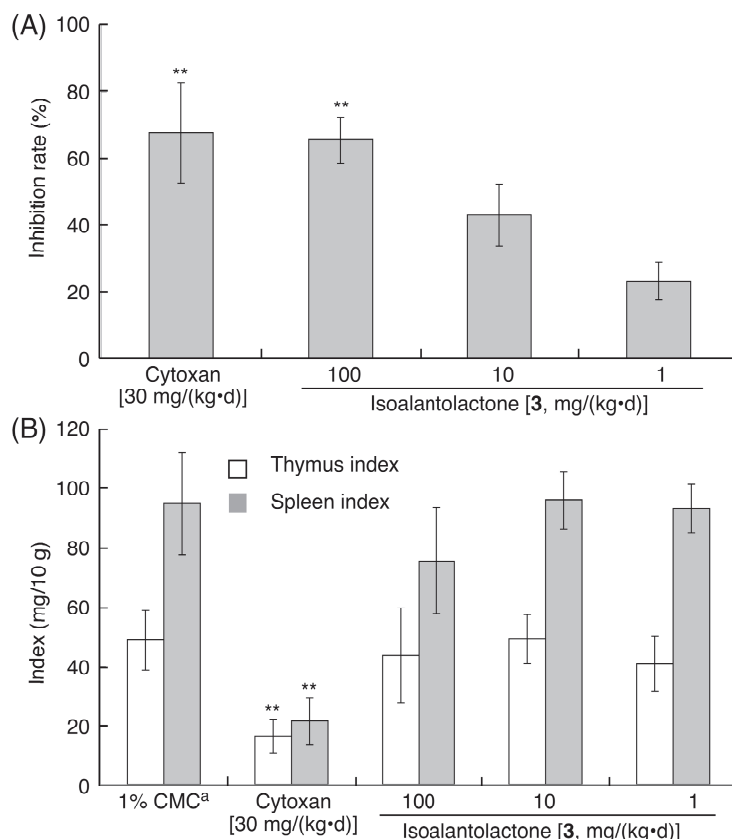 (A)
100
80
60
40
20
0
Inhibition rate (%)
**
**
Cytoxan
[30 mg/(kg•d)]
100
10
1
Isoalantolactone [3, mg/(kg•d)]
(B)
120
100
80
60
40
20
0
Index (mg/10 g)
Thymus index
Spleen index
**
**
1% CMCᵃ
Cytoxan
[30 mg/(kg•d)]
100
10
1
Isoalantolactone [3, mg/(kg•d)]